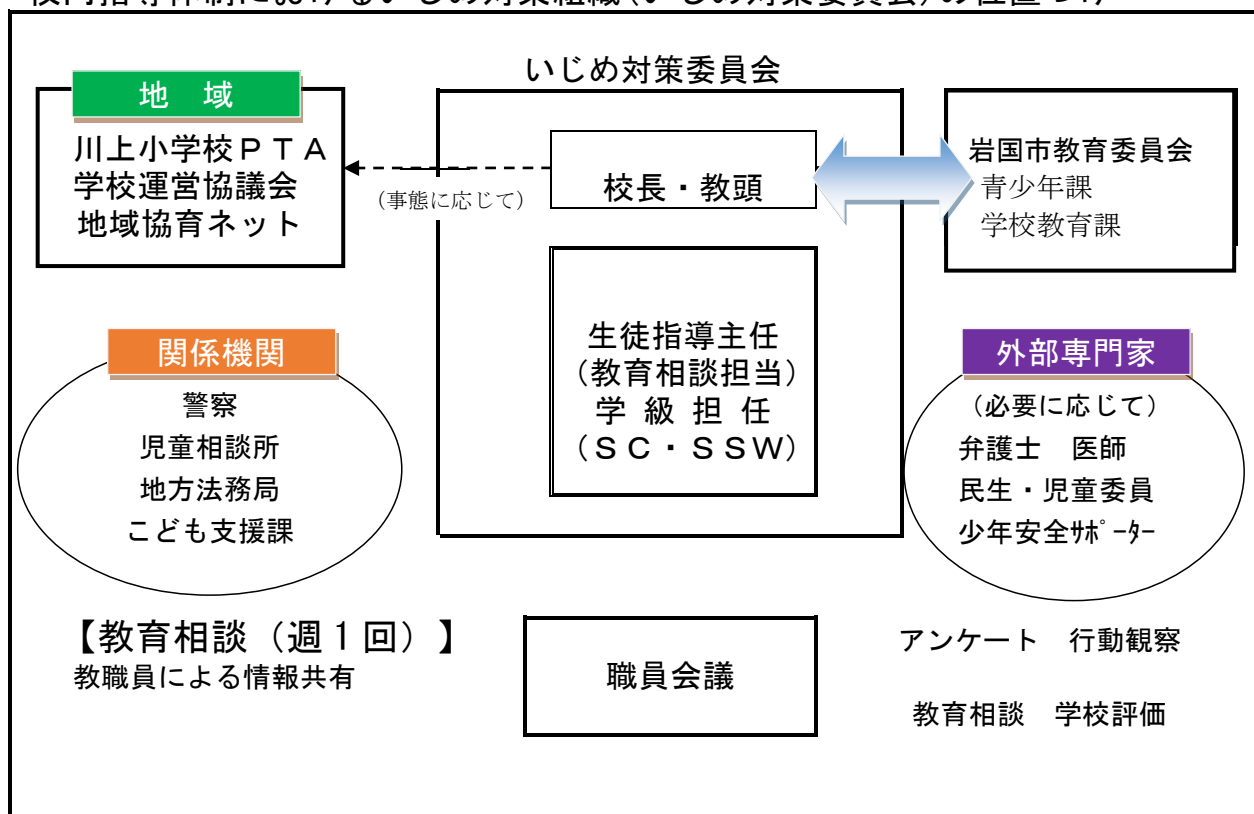 いじめ対策委員会
地　域
川上小学校ＰＴＡ
学校運営協議会
地域協育ネット
(事態に応じて)
校長・教頭
岩国市教育委員会
青少年課
学校教育課
生徒指導主任
(教育相談担当)
学 級 担 任
(ＳＣ・ＳＳＷ)
関係機関
警察
児童相談所
地方法務局
こども支援課
外部専門家
(必要に応じて)
弁護士　医師
民生・児童委員
少年安全ｻﾎﾟｰﾀｰ
【教育相談（週１回）】
教職員による情報共有
職員会議
アンケート　行動観察
教育相談　学校評価